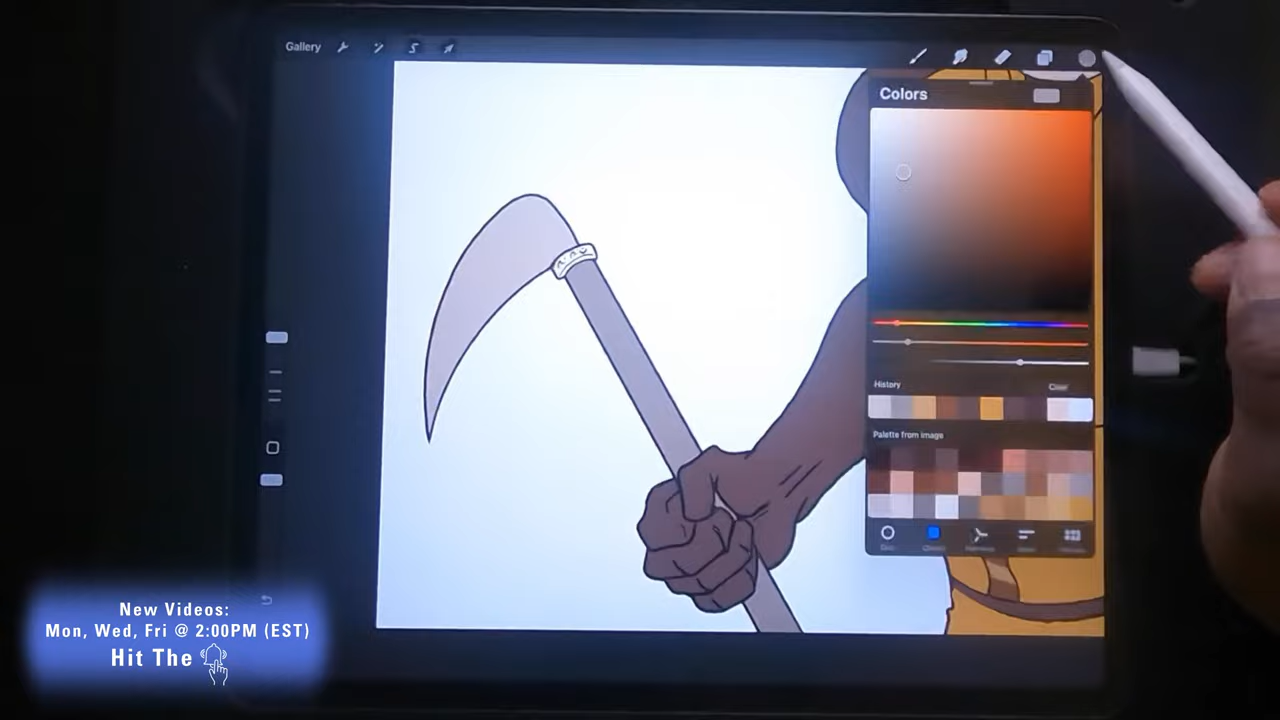 Gallery
Colors
History
Clear
Palette from image
New Videos:
Mon, Wed, Fri @ 2:00PM (EST)
Hit The